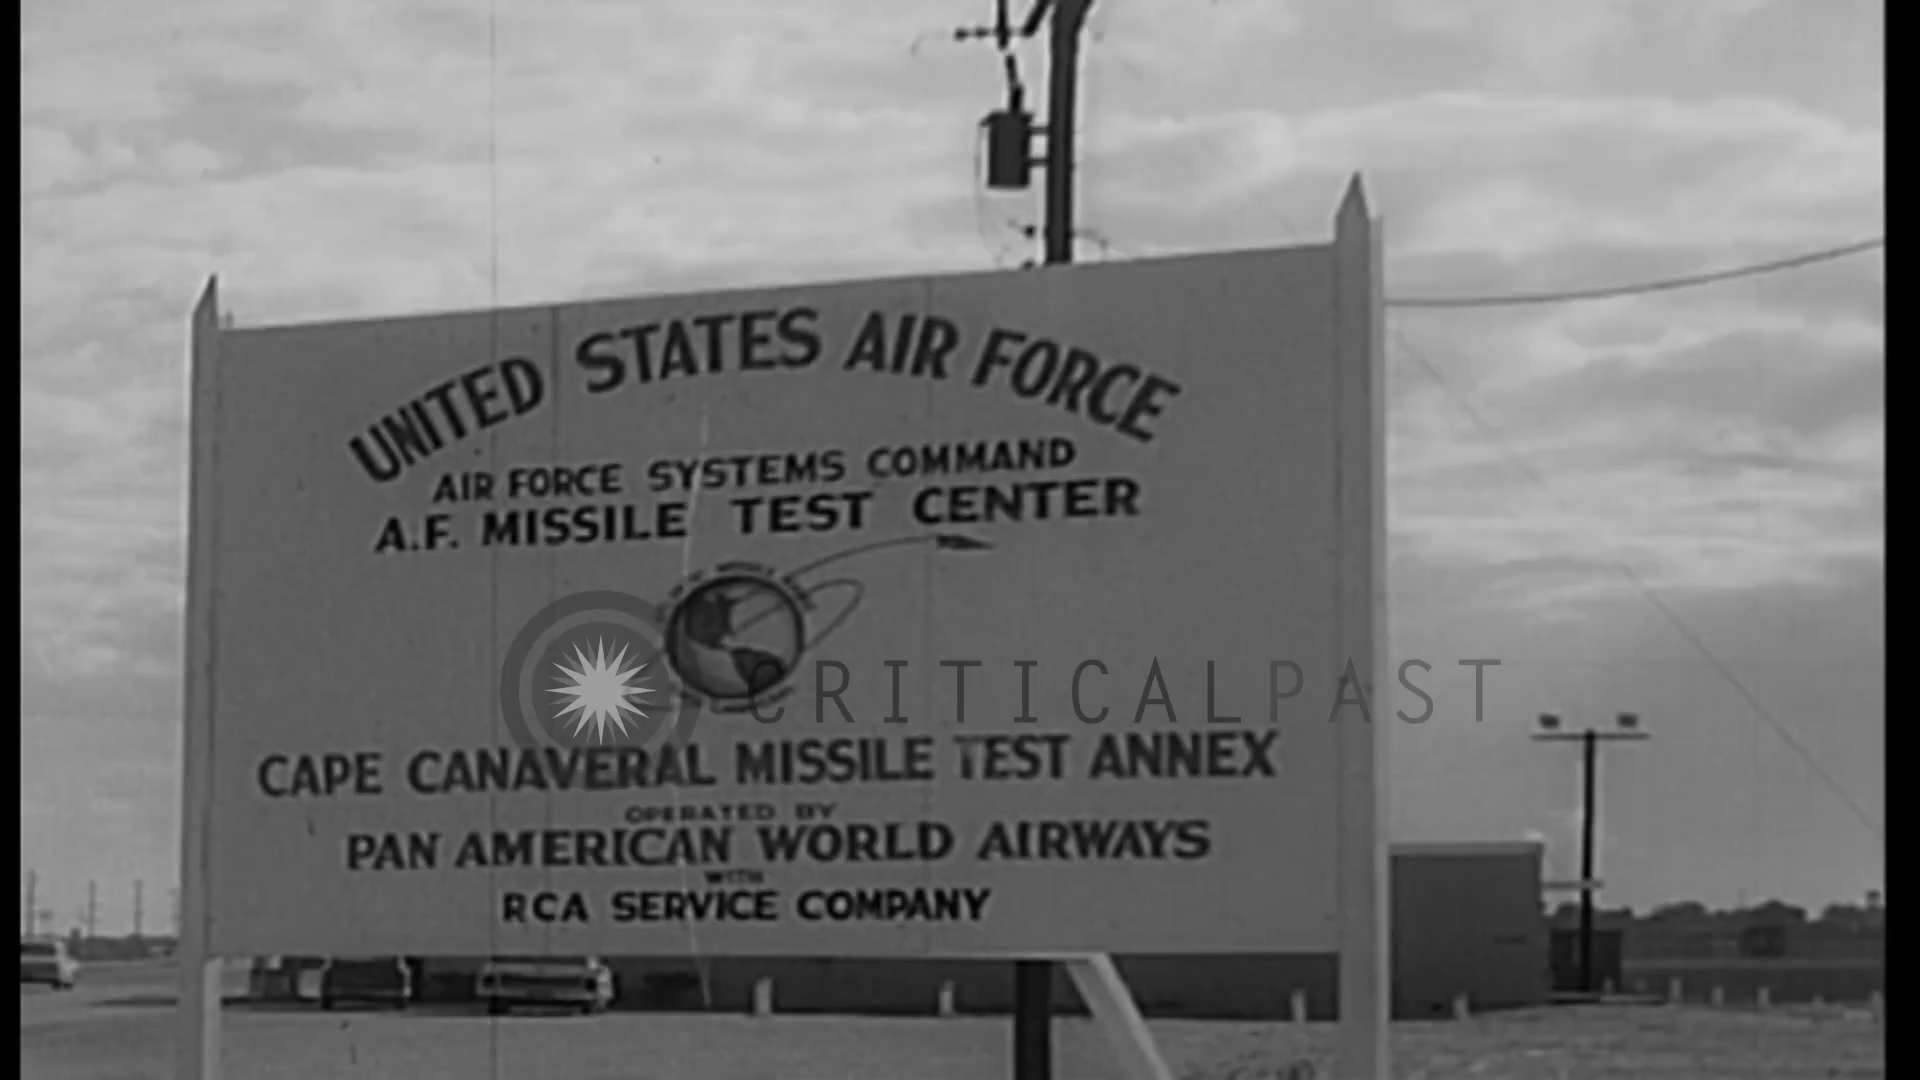 UNITED STATES AIR FORCE
AIR FORCE SYSTEMS COMMAND
A.F. MISSILE TEST CENTER
CRITICALPAST
CAPE CANAVERAL MISSILE TEST ANNEX
OPERATED BY
PAN AMERICAN WORLD AIRWAYS
WITH
RCA SERVICE COMPANY